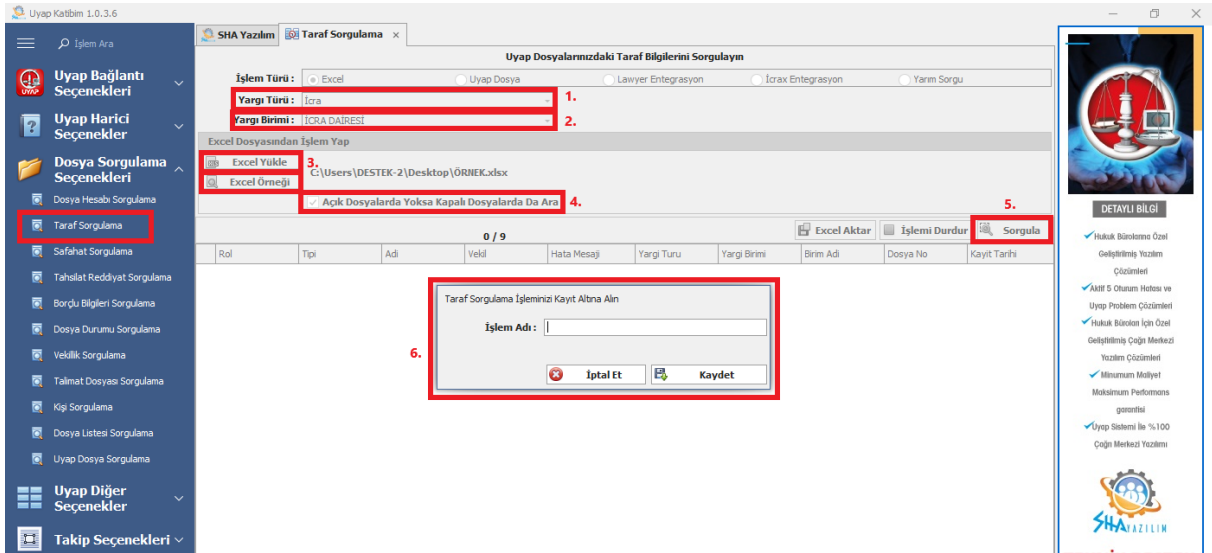 Uyap Katibim 1.0.3.6
İşlem Ara
Uyap Bağlantı
Seçenekleri
UYAP
Uyap Harici
Seçenekler
Dosya Sorgulama
Seçenekleri
Dosya Hesabı Sorgulama
Taraf Sorgulama
Safahat Sorgulama
Tahsilat Reddiyat Sorgulama
Borçlu Bilgileri Sorgulama
Dosya Durumu Sorgulama
Vekillik Sorgulama
Talimat Dosyası Sorgulama
Kişi Sorgulama
Dosya Listesi Sorgulama
Uyap Dosya Sorgulama
Uyap Diğer
Seçenekler
Takip Seçenekleri
SHA Yazılım Taraf Sorgulama ×
Uyap Dosyalarınızdaki Taraf Bilgilerini Sorgulayın
İşlem Türü : Excel Uyap Dosya Lawyer Entegrasyon İcrax Entegrasyon Yarım Sorgu
Yargı Türü : İcra 1.
Yargı Birimi : İCRA DAİRESİ 2.
Excel Dosyasından İşlem Yap
Excel Yükle 3.
C:\Users\DESTEK-2\Desktop\ÖRNEK.xlsx
Excel Örneği
Açık Dosyalarda Yoksa Kapalı Dosyalarda Da Ara 4.
5.
0 / 9 Excel Aktar İşlemi Durdur Sorgula
Rol Tipi Adi Vekil Hata Mesaji Yargi Turu Yargi Birimi Birim Adi Dosya No Kayit Tarihi
Taraf Sorgulama İşleminizi Kayıt Altına Alın
İşlem Adı :
6.
İptal Et Kaydet
DETAYLI BİLGİ
Hukuk Bürolarına Özel
Geliştirilmiş Yazılım
Çözümleri
Aktif 5 Oturum Hatası ve
Uyap Problem Çözümleri
Hukuk Büroları İçin Özel
Geliştirilmiş Çağrı Merkezi
Yazılım Çözümleri
Minumum Maliyet
Maksimum Performans
garantisi
Uyap Sistemi İle %100
Çağrı Merkezi Yazılımı
SHA YAZILIM